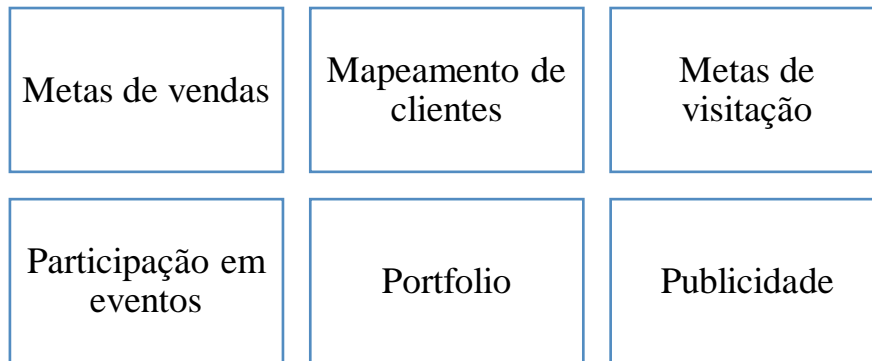 Metas de vendas
Mapeamento de
clientes
Metas de
visitação
Participação em
eventos
Portfolio
Publicidade